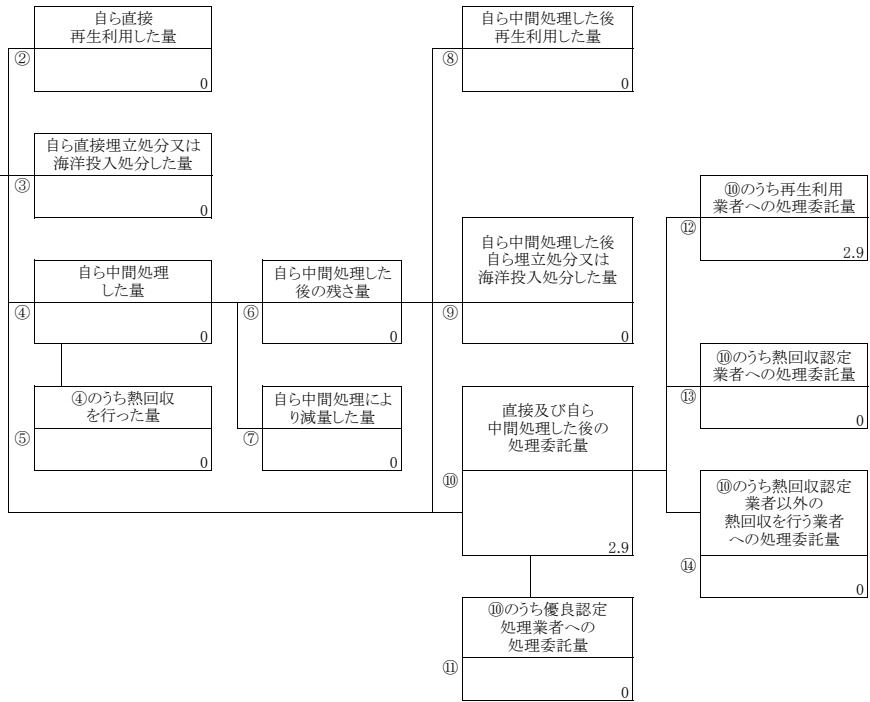 自ら直接
再生利用した量
②
0
自ら中間処理した後
再生利用した量
⑧
0
自ら直接埋立処分又は
海洋投入処分した量
③
0
⑩のうち再生利用
業者への処理委託量
⑫
2.9
自ら中間処理
した量
④
0
自ら中間処理した
後の残さ量
⑥
0
自ら中間処理した後
自ら埋立処分又は
海洋投入処分した量
⑨
0
⑩のうち熱回収認定
業者への処理委託量
⑬
0
④のうち熱回収
を行った量
⑤
0
自ら中間処理によ
り減量した量
⑦
0
直接及び自ら
中間処理した後の
処理委託量
⑩
2.9
⑩のうち熱回収認定
業者以外の
熱回収を行う業者
への処理委託量
⑭
0
⑩のうち優良認定
処理業者への
処理委託量
⑪
0